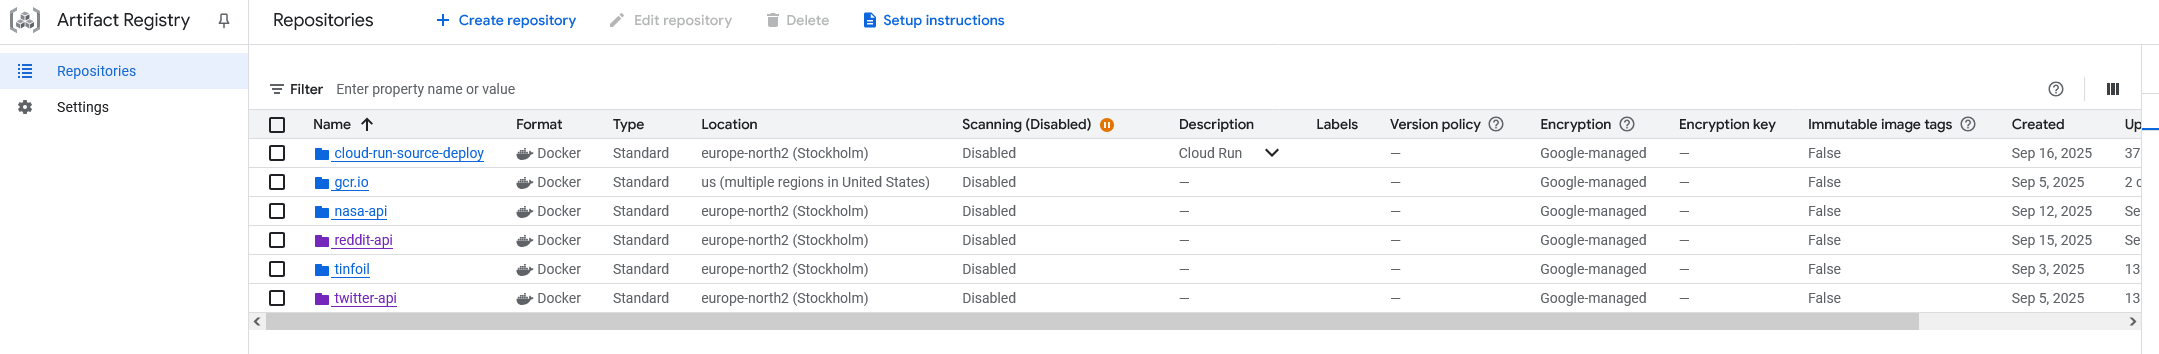 Artifact Registry
Repositories
Create repository
Edit repository
Delete
Setup instructions
Repositories
Settings
Filter Enter property name or value
Name Format Type Location Scanning (Disabled) Description Labels Version policy Encryption Encryption key Immutable image tags Created Up
cloud-run-source-deploy Docker Standard europe-north2 (Stockholm) Disabled Cloud Run — Google-managed — False Sep 16, 2025 37
gcr.io Docker Standard us (multiple regions in United States) Disabled — — Google-managed — False Sep 5, 2025 2
nasa-api Docker Standard europe-north2 (Stockholm) Disabled — — Google-managed — False Sep 12, 2025 Se
reddit-api Docker Standard europe-north2 (Stockholm) Disabled — — Google-managed — False Sep 15, 2025 Se
tinfoil Docker Standard europe-north2 (Stockholm) Disabled — — Google-managed — False Sep 3, 2025 13
twitter-api Docker Standard europe-north2 (Stockholm) Disabled — — Google-managed — False Sep 5, 2025 13